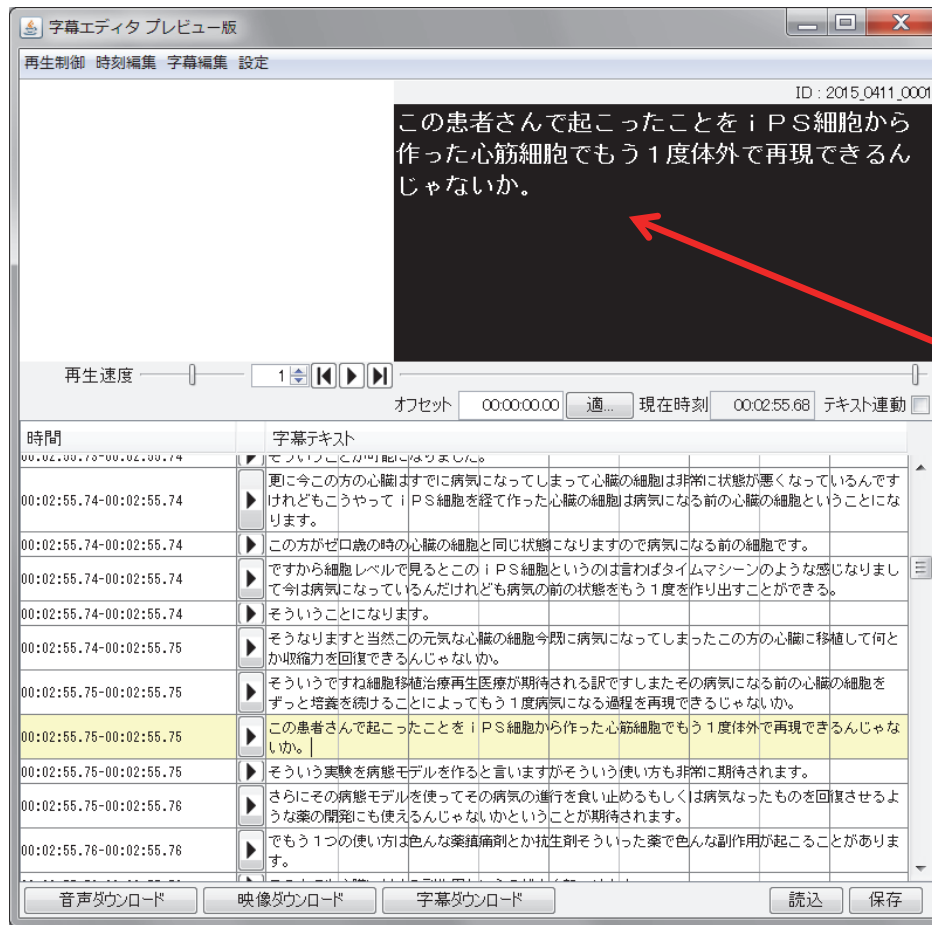 字幕エディタ プレビュー版
再生制御 時刻編集 字幕編集 設定
ID : 2015_0411_0001
この患者さんで起こったことをｉＰＳ細胞から
作った心筋細胞でもう１度体外で再現できるん
じゃないか。
再生速度 1
オフセット 00:00:00.00 適... 現在時刻 00:02:55.68 テキスト連動
時間 字幕テキスト
更に今この方の心臓はすでに病気になってしまって心臓の細胞は非常に状態が悪くなっているんです
00:02:55.74-00:02:55.74 けれどもこうやってｉＰＳ細胞を経て作った心臓の細胞は病気になる前の心臓の細胞ということにな
ります。
00:02:55.74-00:02:55.74 この方がゼロ歳の時の心臓の細胞と同じ状態になりますので病気になる前の細胞です。
00:02:55.74-00:02:55.74 ですから細胞レベルで見るとこのｉＰＳ細胞というのは言わばタイムマシーンのような感じなりまし
て今は病気になっているんだけれども病気の前の状態をもう１度を作り出すことができる。
00:02:55.74-00:02:55.74 そういうことになります。
00:02:55.74-00:02:55.75 そうなりますと当然この元気な心臓の細胞今既に病気になってしまったこの方の心臓に移植して何と
か収縮力を回復できるんじゃないか。
00:02:55.75-00:02:55.75 そういうですね細胞移植治療再生医療が期待される訳ですしまたその病気になる前の心臓の細胞を
ずっと培養を続けることによってもう１度病気になる過程を再現できるじゃないか。
00:02:55.75-00:02:55.75 この患者さんで起こったことをｉＰＳ細胞から作った心筋細胞でもう１度体外で再現できるんじゃな
いか。
00:02:55.75-00:02:55.75 そういう実験を病態モデルを作ると言いますがそういう使い方も非常に期待されます。
00:02:55.75-00:02:55.76 さらにその病態モデルを使ってその病気の進行を食い止めるもしくは病気なったものを回復させるよ
うな薬の開発にも使えるんじゃないかということが期待されます。
00:02:55.76-00:02:55.76 でもう１つの使い方は色んな薬鎮痛剤とか抗生剤そういった薬で色んな副作用が起こることがありま
す。
音声ダウンロード 映像ダウンロード 字幕ダウンロード 読込 保存